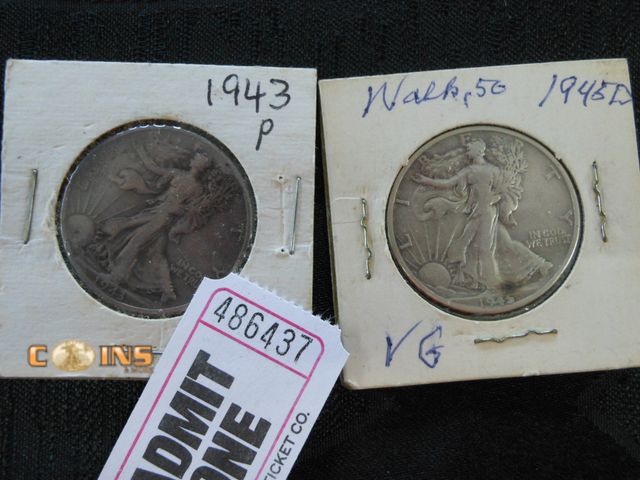 1943
P
Walk, 50 1945D
VG
LIBERTY
IN GOD
WE TRUST
486437
ADMIT
ONE
TICKET CO.
COINS